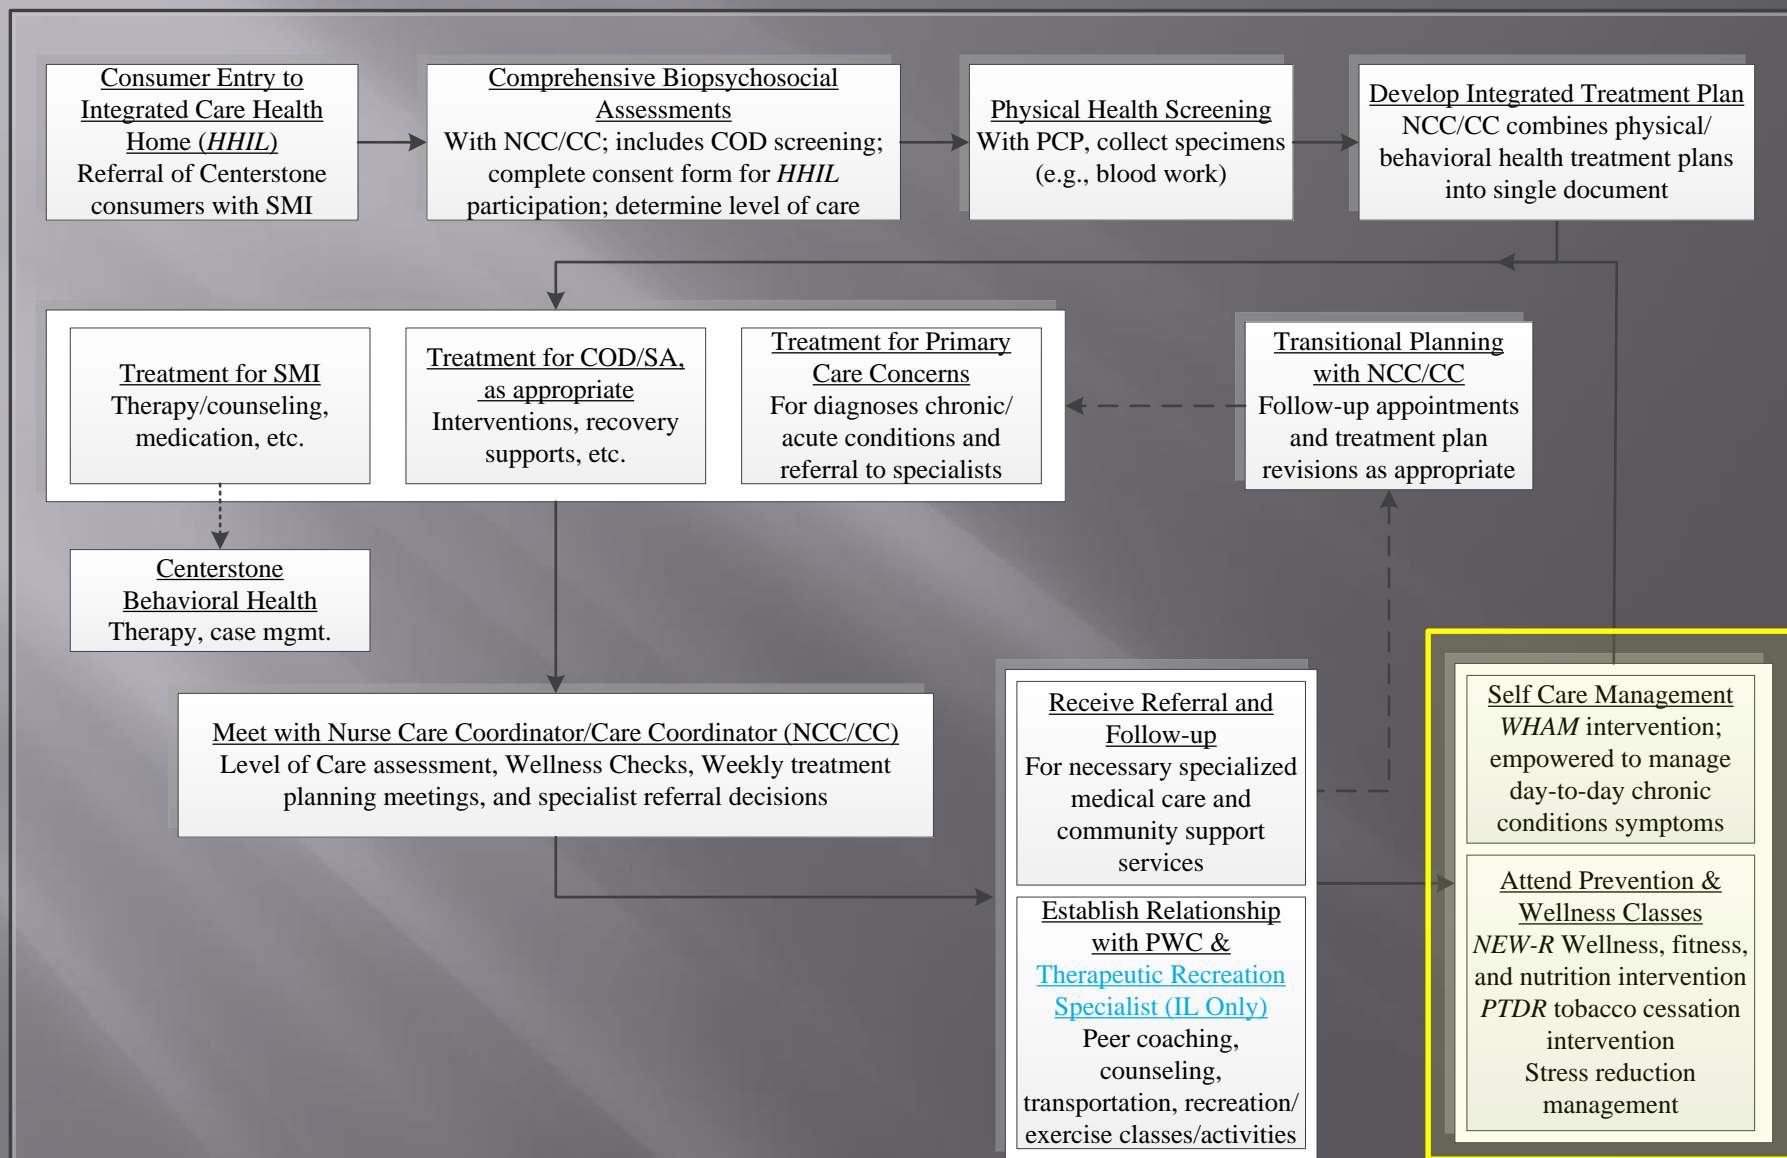 Consumer Entry to
Integrated Care Health
Home (HHIL)
Referral of Centerstone
consumers with SMI
Comprehensive Biopsychosocial
Assessments
With NCC/CC; includes COD screening;
complete consent form for HHIL
participation; determine level of care
Physical Health Screening
With PCP, collect specimens
(e.g., blood work)
Develop Integrated Treatment Plan
NCC/CC combines physical/
behavioral health treatment plans
into single document
Treatment for SMI
Therapy/counseling,
medication, etc.
Treatment for COD/SA,
as appropriate
Interventions, recovery
supports, etc.
Treatment for Primary
Care Concerns
For diagnoses chronic/
acute conditions and
referral to specialists
Transitional Planning
with NCC/CC
Follow-up appointments
and treatment plan
revisions as appropriate
Centerstone
Behavioral Health
Therapy, case mgmt.
Meet with Nurse Care Coordinator/Care Coordinator (NCC/CC)
Level of Care assessment, Wellness Checks, Weekly treatment
planning meetings, and specialist referral decisions
Receive Referral and
Follow-up
For necessary specialized
medical care and
community support
services
Establish Relationship
with PWC &
Therapeutic Recreation
Specialist (IL Only)
Peer coaching,
counseling,
transportation, recreation/
exercise classes/activities
Self Care Management
WHAM intervention;
empowered to manage
day-to-day chronic
conditions symptoms
Attend Prevention &
Wellness Classes
NEW-R Wellness, fitness,
and nutrition intervention
PTDR tobacco cessation
intervention
Stress reduction
management